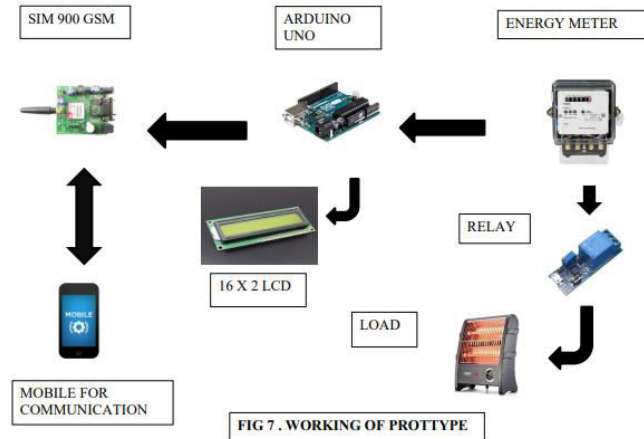 SIM 900 GSM
ARDUINO
UNO
ENERGY METER
RELAY
16 X 2 LCD
LOAD
MOBILE
MOBILE FOR
COMMUNICATION
FIG 7 . WORKING OF PROTTYPE